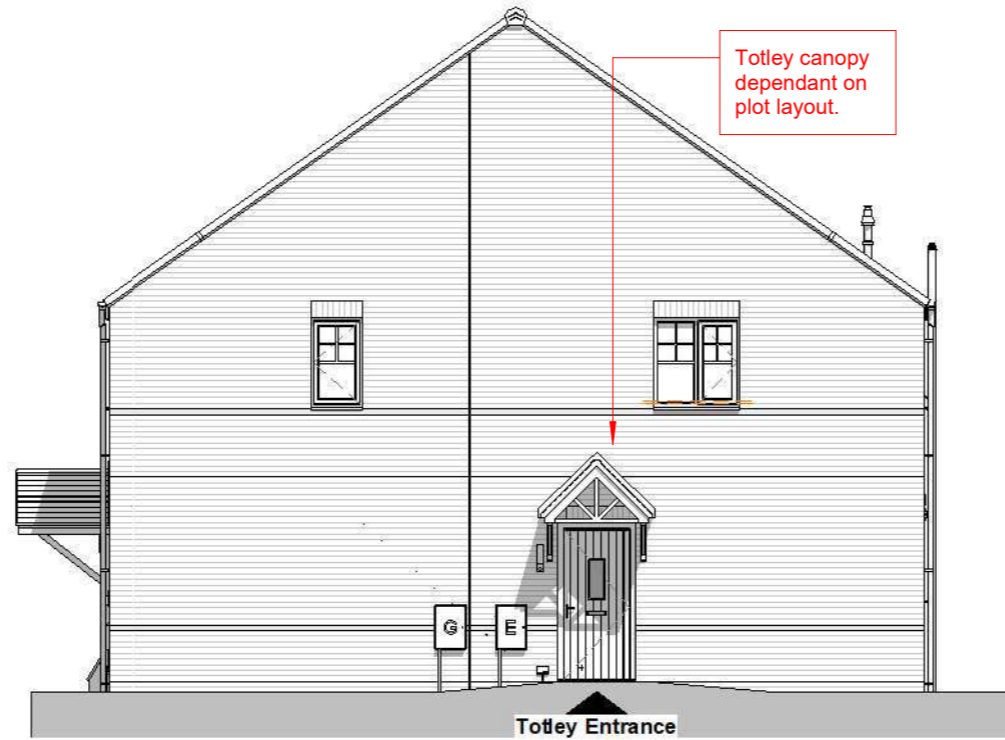 Totley canopy
dependant on
plot layout.
G
E
Totley Entrance